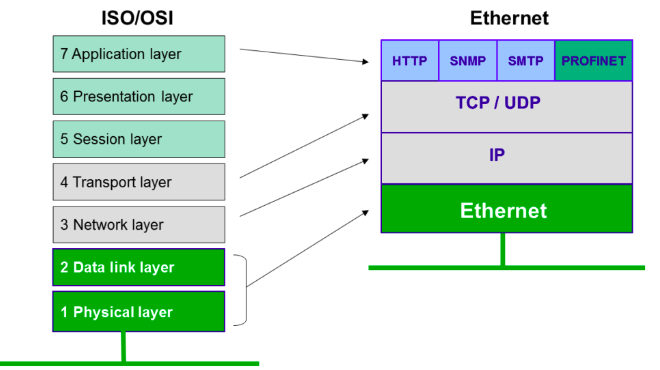 ISO/OSI
7 Application layer
6 Presentation layer
5 Session layer
4 Transport layer
3 Network layer
2 Data link layer
1 Physical layer
Ethernet
HTTP
SNMP
SMTP
PROFINET
TCP / UDP
IP
Ethernet